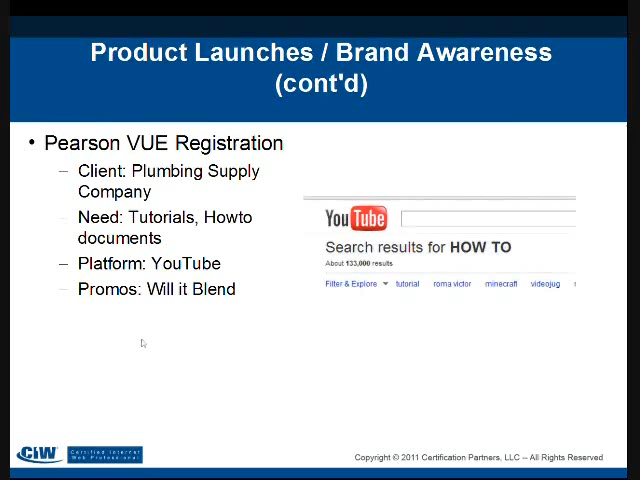 Product Launches / Brand Awareness
(cont'd)
• Pearson VUE Registration
– Client: Plumbing Supply
Company
– Need: Tutorials, Howto
documents
– Platform: YouTube
– Promos: Will it Blend
YouTube
Search results for HOW TO
About 133,000 results
Filter & Explore tutorial roma victor minecraft videojug
CIW Certified Internet
Web Professional
Copyright © 2011 Certification Partners, LLC -- All Rights Reserved